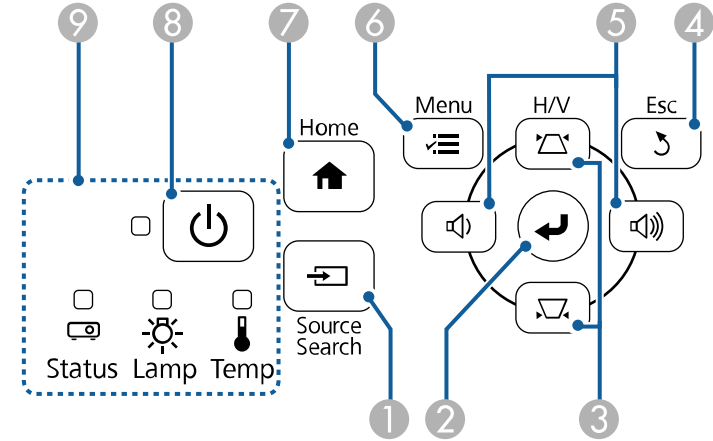 9 8 7 6 5 4
Menu H/V Esc
Home
Source
Search
Status Lamp Temp
1 2 3